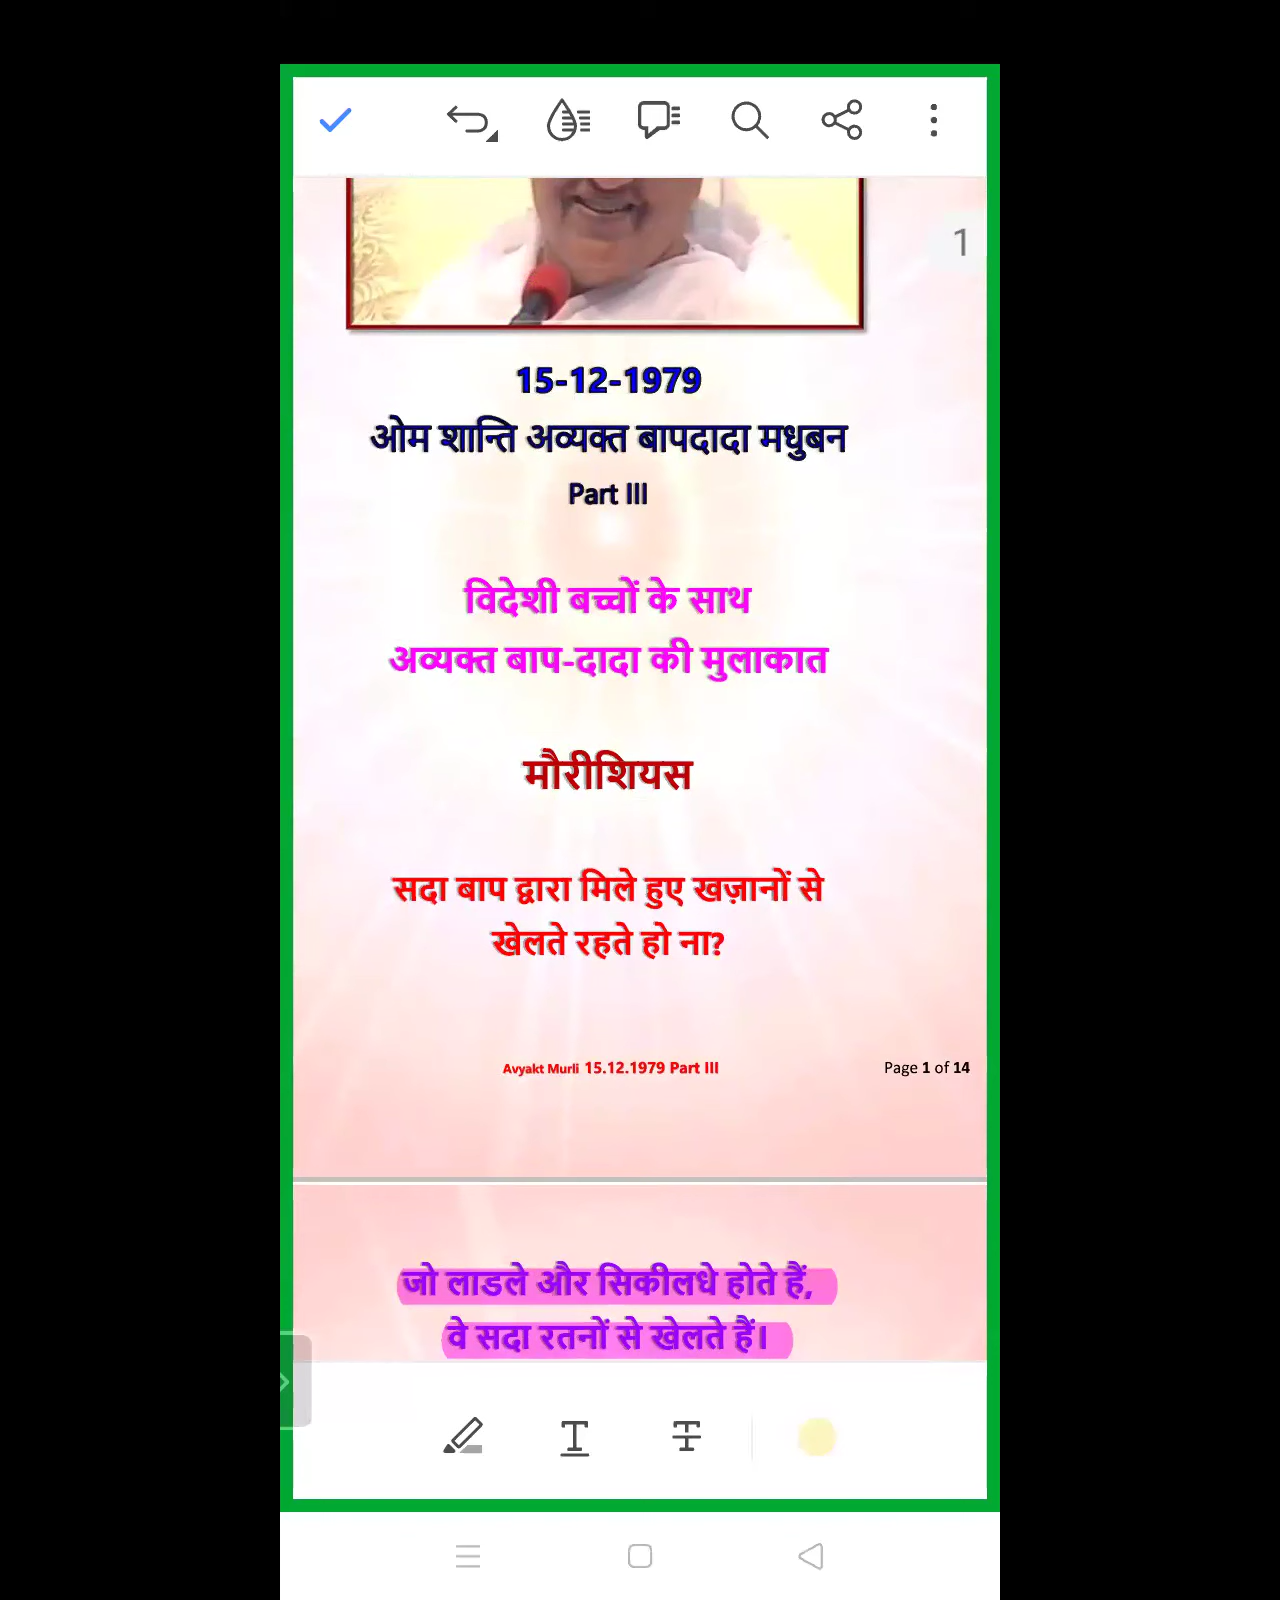 1
15-12-1979
ओम शान्ति अव्यक्त बापदादा मधुबन
Part III
विदेशी बच्चों के साथ
अव्यक्त बाप-दादा की मुलाकात
मौरीशियस
सदा बाप द्वारा मिले हुए खज़ानों से
खेलते रहते हो ना?
Avyakt Murli 15.12.1979 Part III Page 1 of 14
जो लाडले और सिकीलधे होते हैं,
वे सदा रतनों से खेलते हैं।